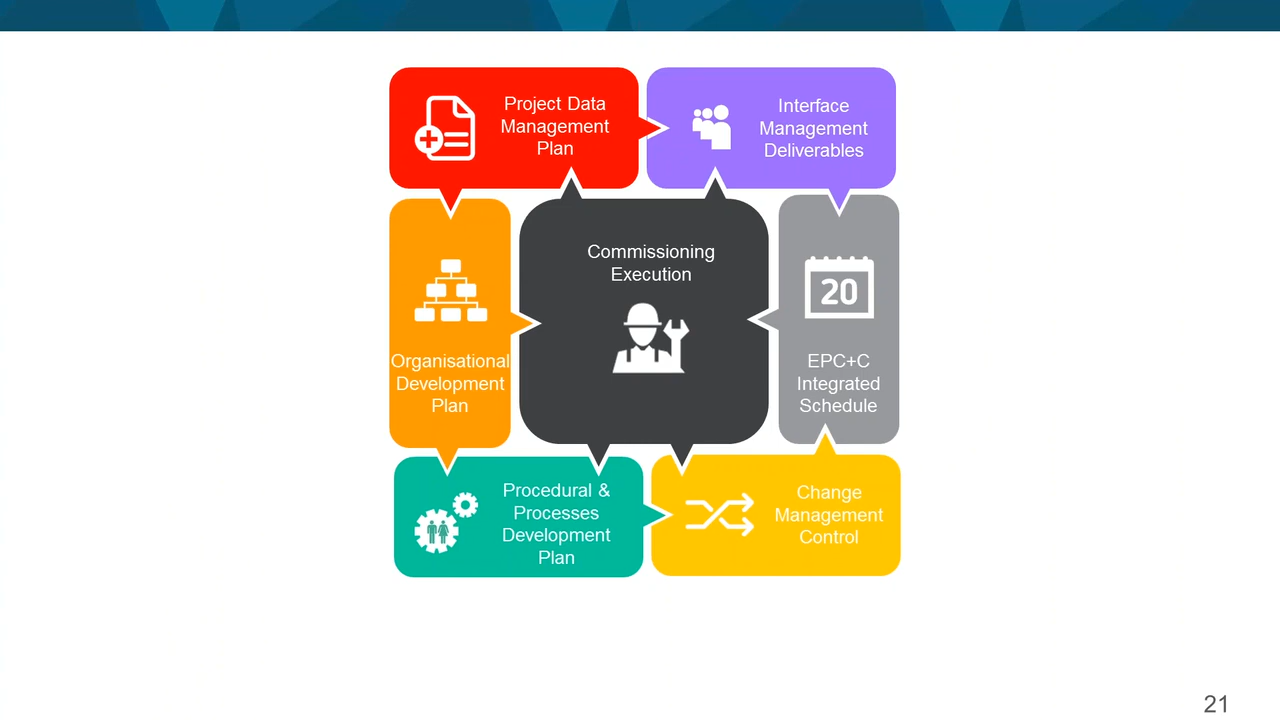 Project Data
Management
Plan
Interface
Management
Deliverables
Commissioning
Execution
20
Organisational
Development
Plan
EPC+C
Integrated
Schedule
Procedural &
Processes
Development
Plan
Change
Management
Control
21